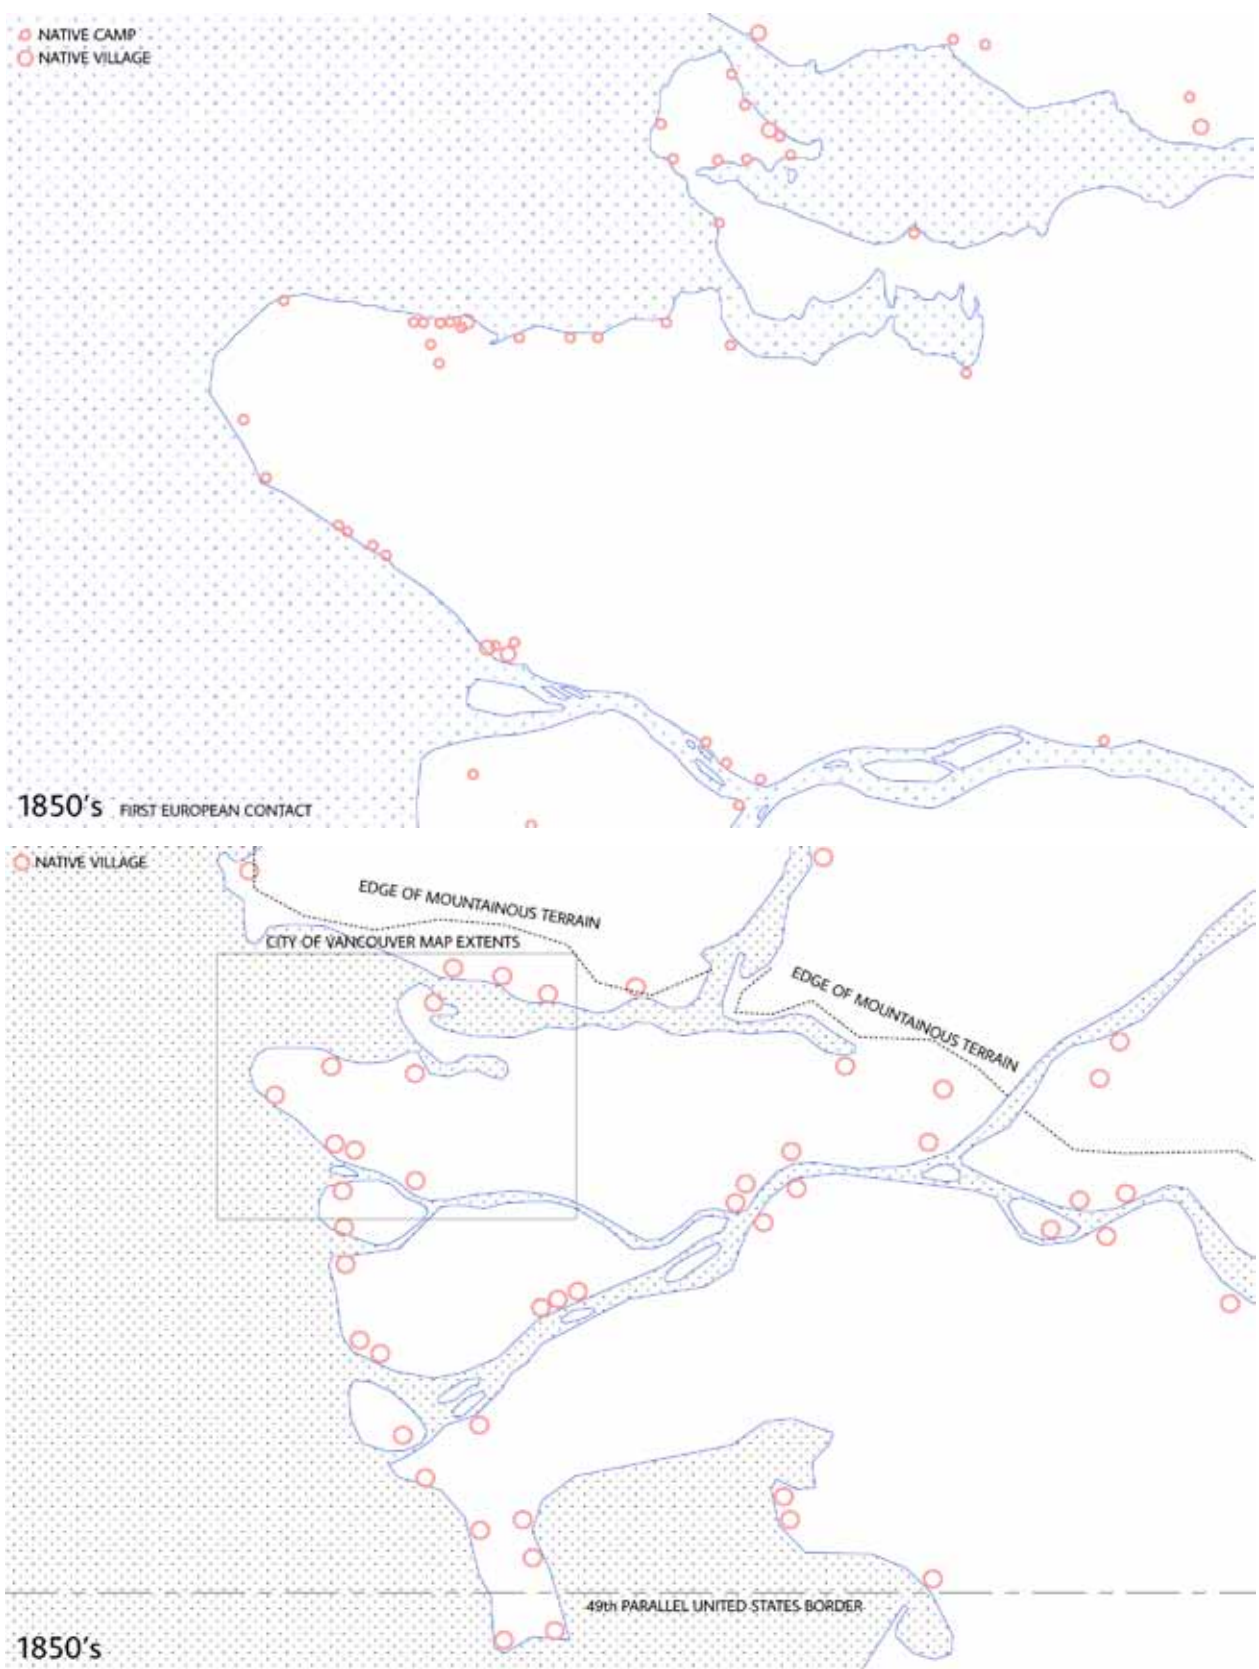 NATIVE CAMP
NATIVE VILLAGE
1850's FIRST EUROPEAN CONTACT
NATIVE VILLAGE
EDGE OF MOUNTAINOUS TERRAIN
CITY OF VANCOUVER MAP EXTENTS
EDGE OF MOUNTAINOUS TERRAIN
49th PARALLEL UNITED STATES BORDER
1850's